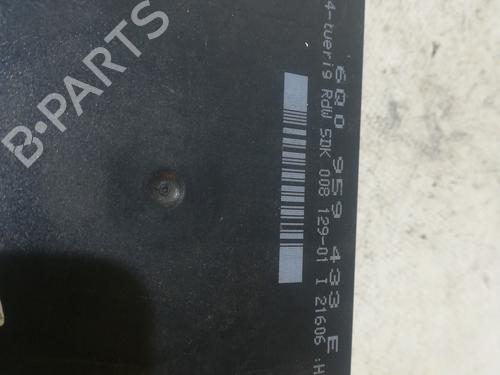 B-PARTS
6Q0 959 433 E
4-tuerig RdW 5DK 008 129-01 I 21606 :H